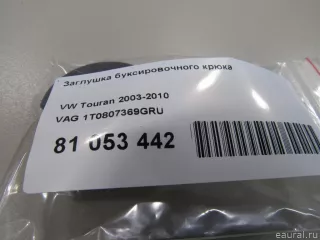 Заглушка буксировочного крюка
VW Touran 2003-2010
VAG 1T0807369GRU
81 053 442
© eaural.ru